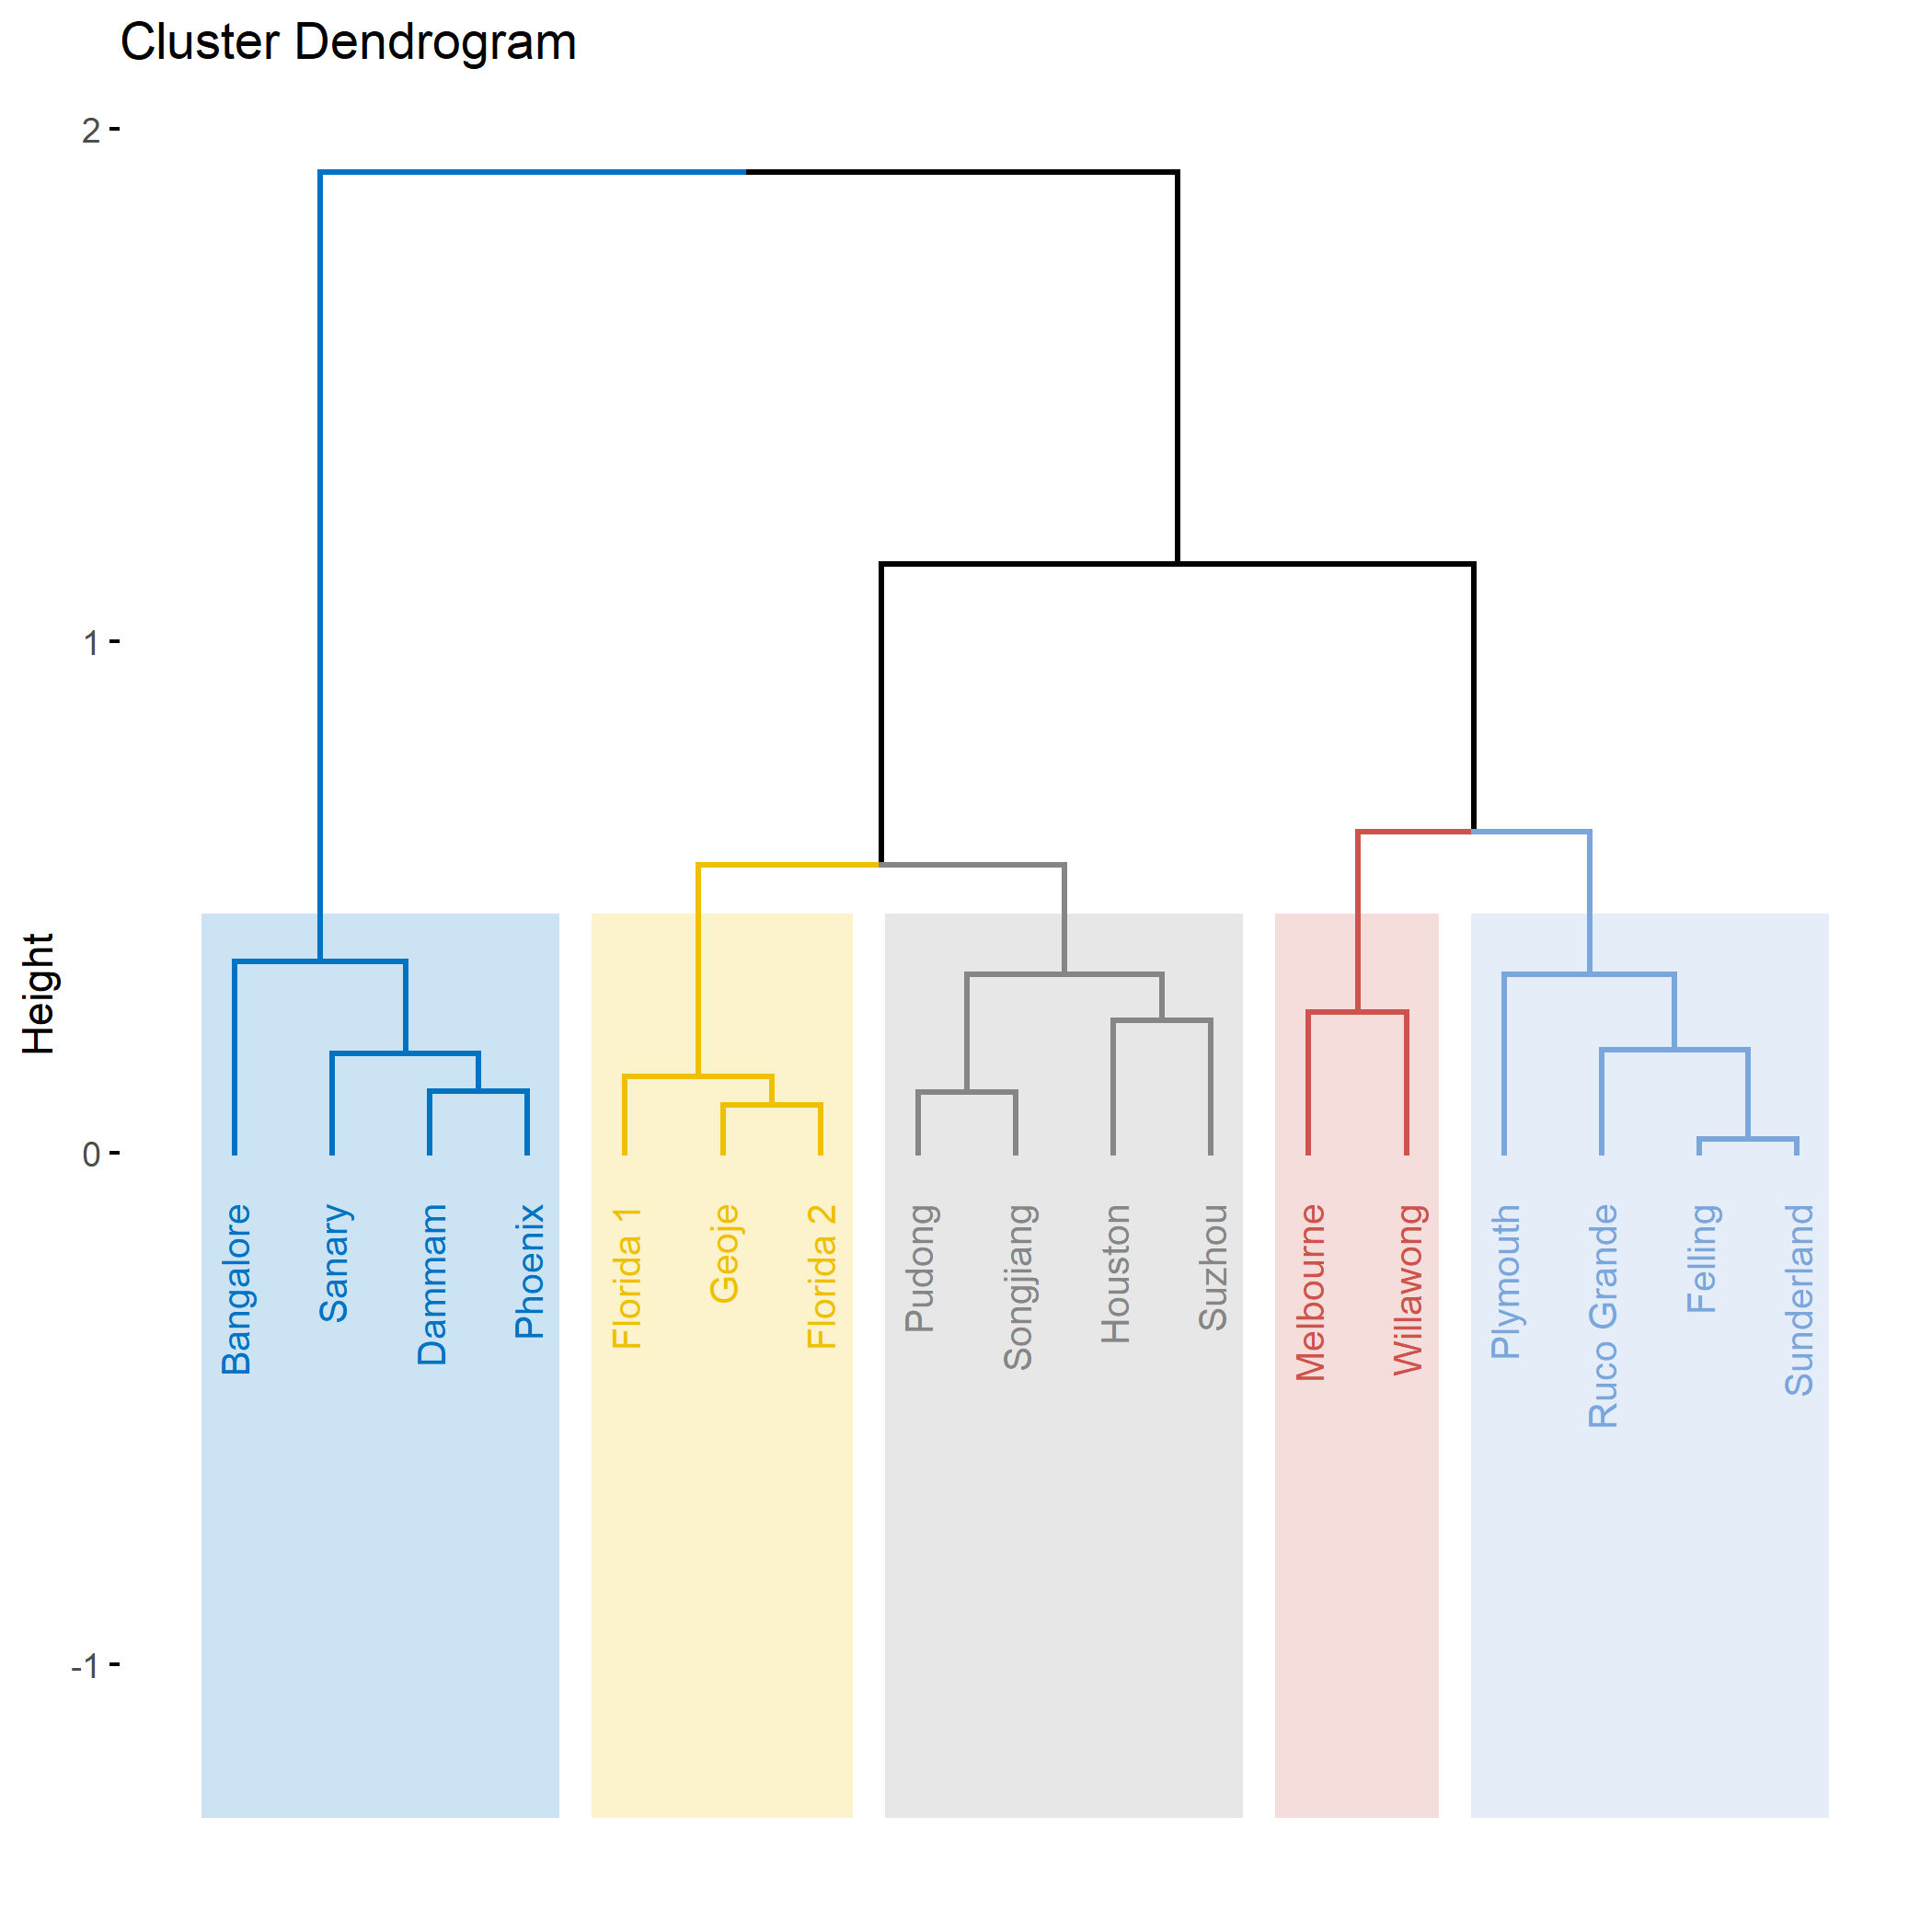 Cluster Dendrogram
2
1
0
-1
Height
Bangalore
Sanary
Dammam
Phoenix
Florida 1
Geoje
Florida 2
Pudong
Songjiang
Houston
Suzhou
Melbourne
Willawong
Plymouth
Ruco Grande
Felling
Sunderland